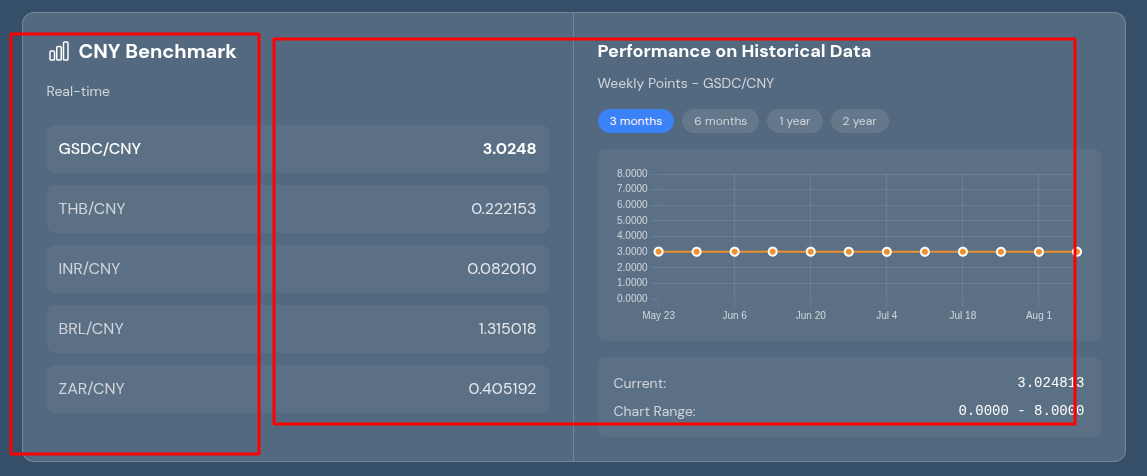 CNY Benchmark
Real-time
GSDC/CNY 3.0248
THB/CNY 0.222153
INR/CNY 0.082010
BRL/CNY 1.315018
ZAR/CNY 0.405192
Performance on Historical Data
Weekly Points - GSDC/CNY
3 months 6 months 1 year 2 year
8.0000
7.0000
6.0000
5.0000
4.0000
3.0000
2.0000
1.0000
0.0000
May 23 Jun 6 Jun 20 Jul 4 Jul 18 Aug 1
Current: 3.024813
Chart Range: 0.0000 - 8.0000